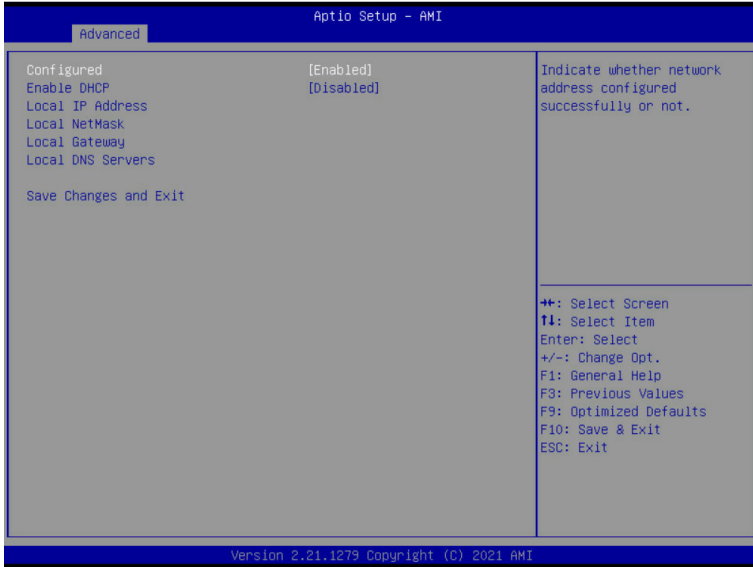 Aptio Setup - AMI
Advanced
Configured [Enabled]
Enable DHCP [Disabled]
Local IP Address
Local NetMask
Local Gateway
Local DNS Servers
Save Changes and Exit
Indicate whether network
address configured
successfully or not.
→←: Select Screen
↑↓: Select Item
Enter: Select
+/-: Change Opt.
F1: General Help
F3: Previous Values
F9: Optimized Defaults
F10: Save & Exit
ESC: Exit
Version 2.21.1279 Copyright (C) 2021 AMI